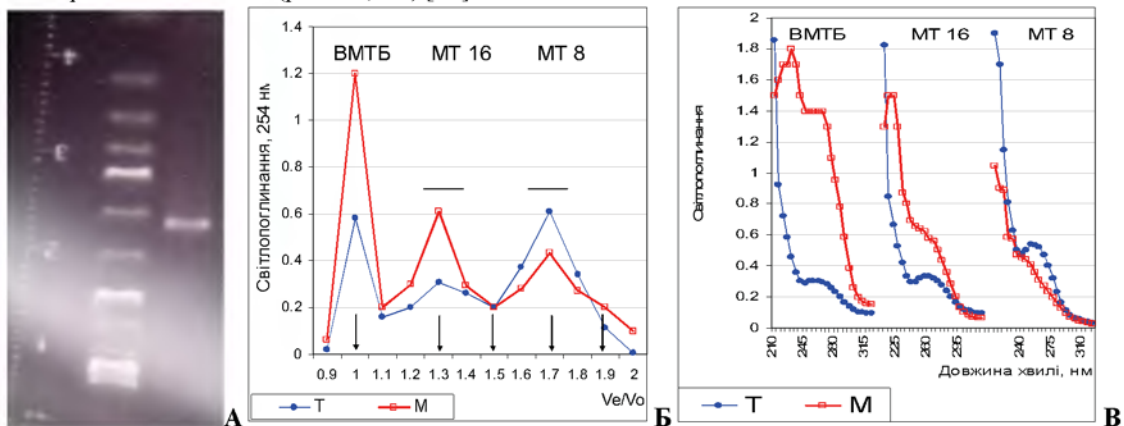 ВМТБ МТ 16 МТ 8
Світлопоглинання, 254 нм
1.4
1.2
1
0.8
0.6
0.4
0.2
0
0.9 1 1.1 1.2 1.3 1.4 1.5 1.6 1.7 1.8 1.9 2
Ve/Vo
Т М
А
ВМТБ МТ 16 МТ 8
Світлопоглинання
2
1.8
1.6
1.4
1.2
1
0.8
0.6
0.4
0.2
0
210 245 280 315 225 260 295 240 275 310
Довжина хвилі, нм
Т М
Б
В